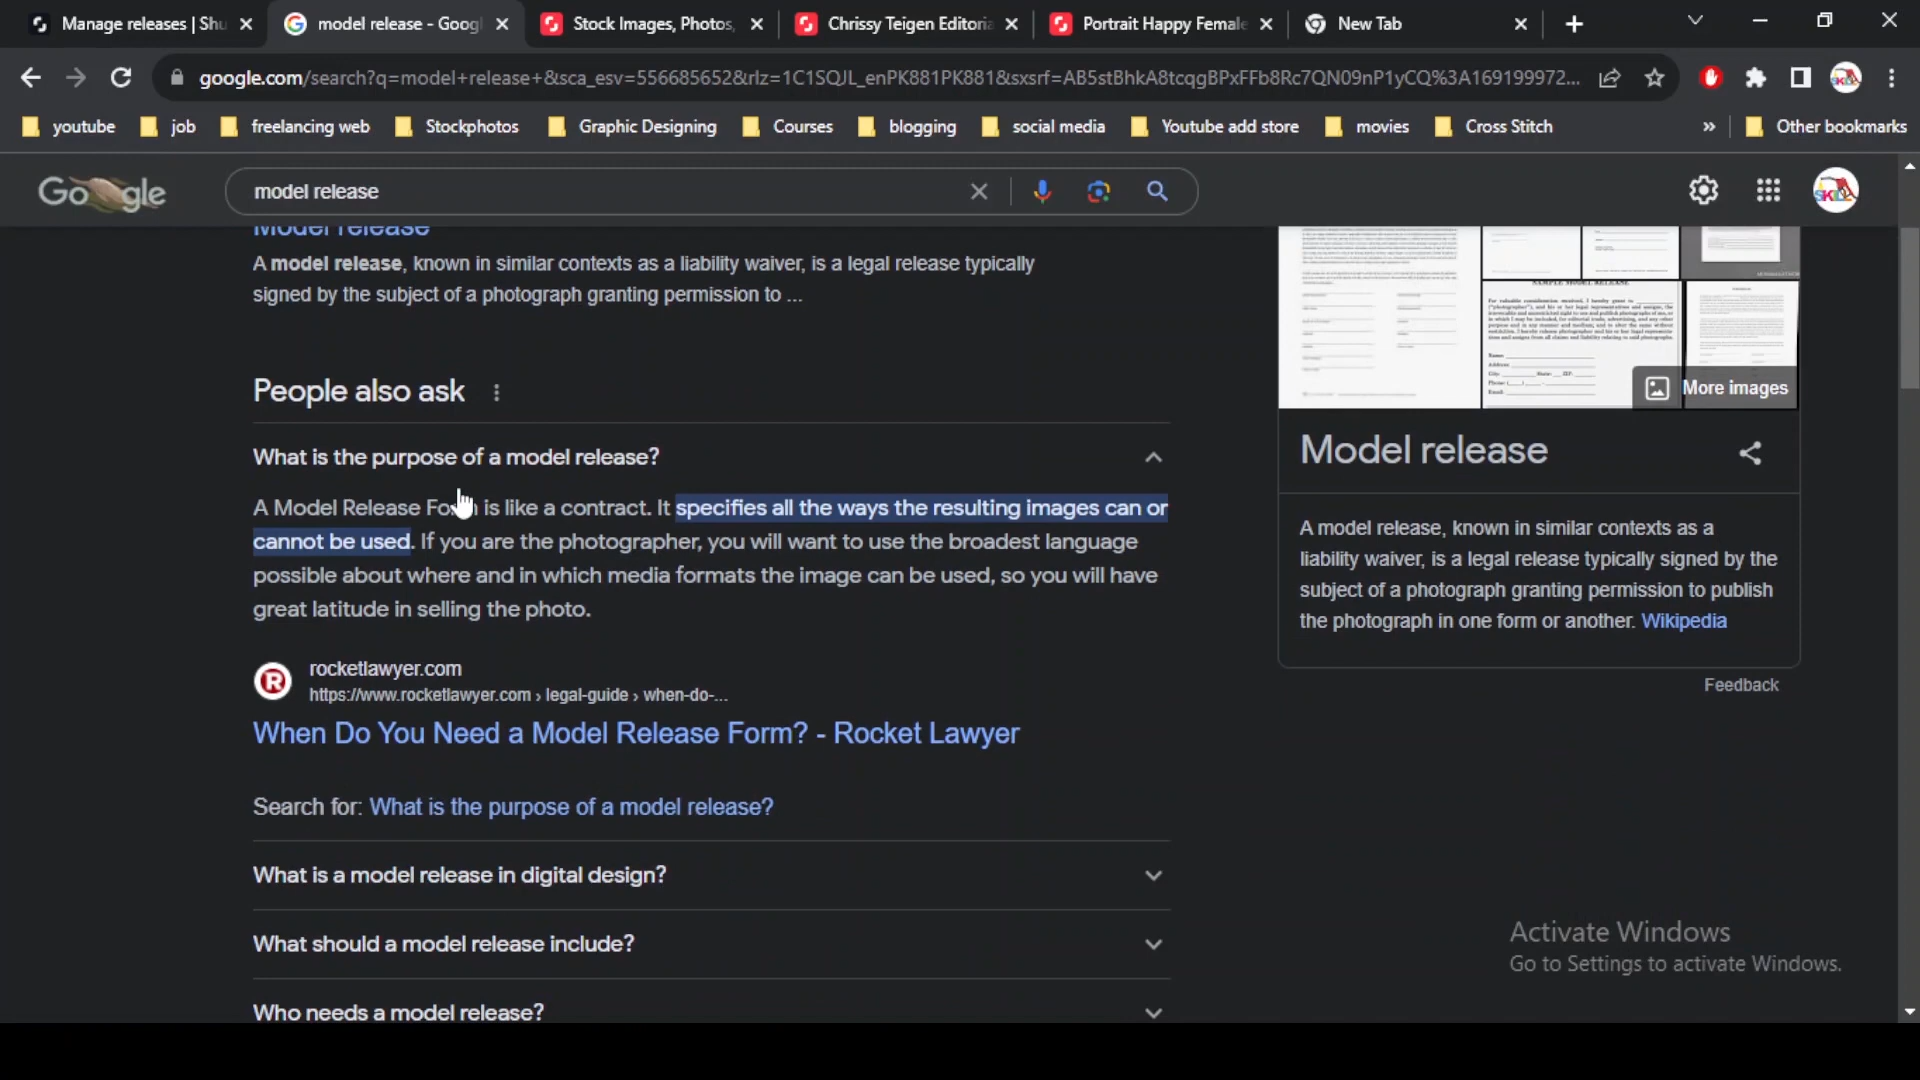 Manage releases | Shu
model release - Goog
Stock Images, Photos,
Chrissy Teigen Editoria
Portrait Happy Female
New Tab
google.com/search?q=model+release+&sca_esv=556685652&rlz=1C1SQJL_enPK881PK881&sxsrf=AB5stBhkA8tcqgBPxFFb8Rc7QN09nP1yCQ%3A169199972...
youtube
job
freelancing web
Stockphotos
Graphic Designing
Courses
blogging
social media
Youtube add store
movies
Cross Stitch
»
Other bookmarks
Google
model release
Model release
A model release, known in similar contexts as a liability waiver, is a legal release typically
signed by the subject of a photograph granting permission to ...
People also ask
What is the purpose of a model release?
A Model Release Form is like a contract. It specifies all the ways the resulting images can or
cannot be used. If you are the photographer, you will want to use the broadest language
possible about where and in which media formats the image can be used, so you will have
great latitude in selling the photo.
rocketlawyer.com
https://www.rocketlawyer.com › legal-guide › when-do-...
When Do You Need a Model Release Form? - Rocket Lawyer
Search for: What is the purpose of a model release?
What is a model release in digital design?
What should a model release include?
Who needs a model release?
SAMPLE MODEL RELEASE
More images
Model release
A model release, known in similar contexts as a
liability waiver, is a legal release typically signed by the
subject of a photograph granting permission to publish
the photograph in one form or another. Wikipedia
Feedback
Activate Windows
Go to Settings to activate Windows.